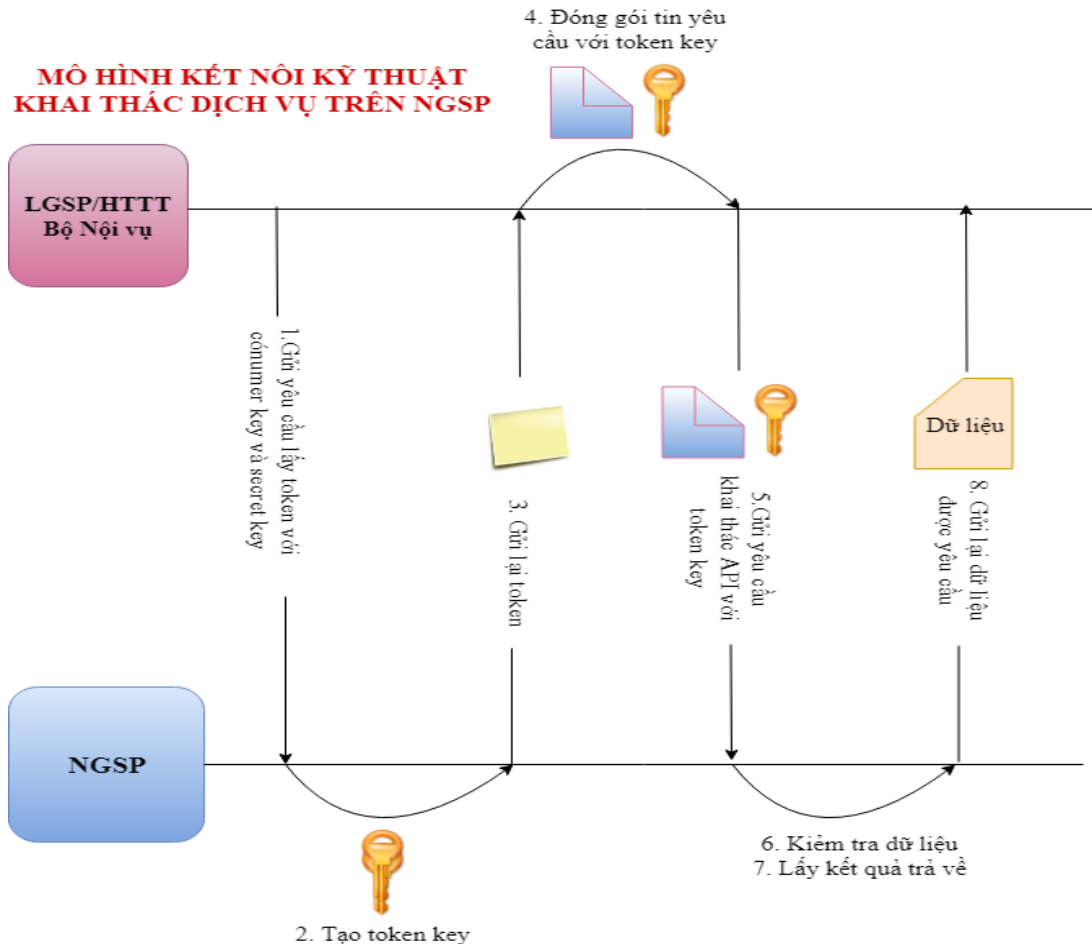 4. Đóng gói tin yêu
cầu với token key
MÔ HÌNH KẾT NỐI KỸ THUẬT
KHAI THÁC DỊCH VỤ TRÊN NGSP
LGSP/HTTT
Bộ Nội vụ
1.Gửi yêu cầu lấy token với
cónumer key và secret key
3. Gửi lại token
5.Gửi yêu cầu
khai thác API với
token key
Dữ liệu
8. Gửi lại dữ liệu
được yêu cầu
NGSP
6. Kiểm tra dữ liệu
7. Lấy kết quả trả về
2. Tạo token key